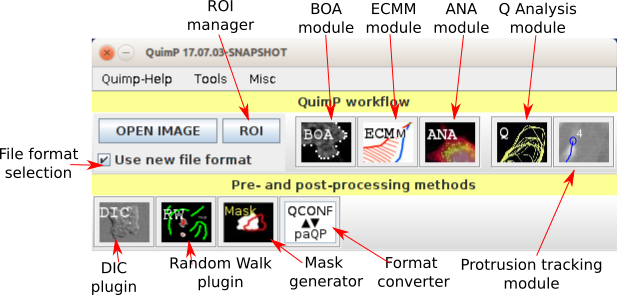 ROI
manager
BOA
module
ECMM
module
ANA
module
Q Analysis
module
QuimP 17.07.03-SNAPSHOT
Quimp-Help Tools Misc
QuimP workflow
OPEN IMAGE ROI
BOA ECMM ANA Q 4
File format
selection
Use new file format
Pre- and post-processing methods
DIC RW Mask QCONF
paQP
DIC
plugin
Random Walk
plugin
Mask
generator
Format
converter
Protrusion tracking
module